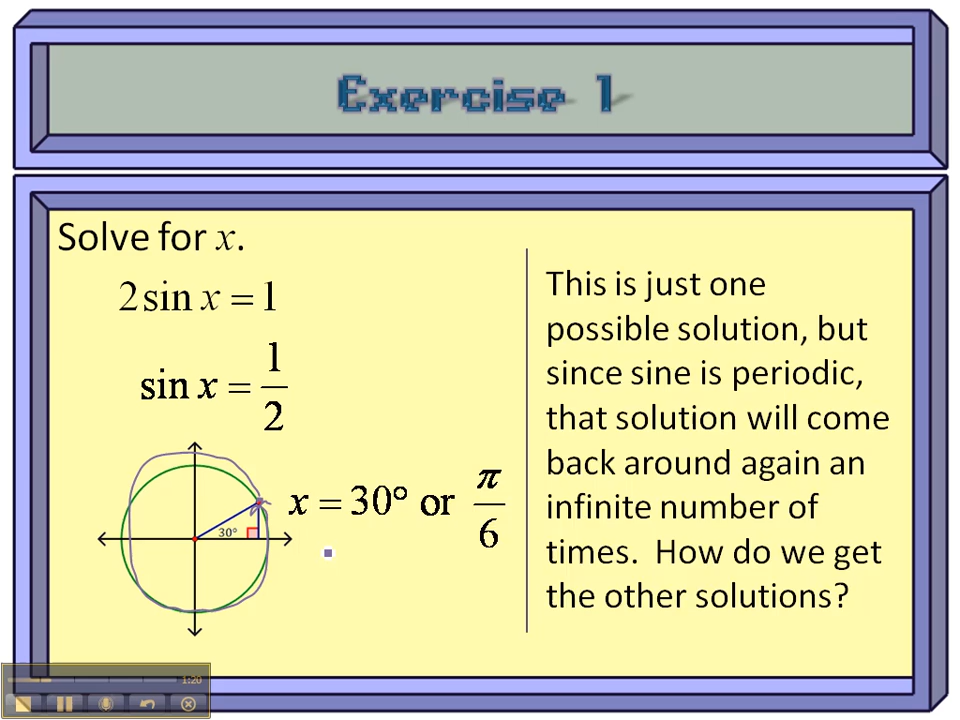 Exercise 1
Solve for x.
2 sin x = 1
sin x = 1/2
30°
x = 30° or π/6
This is just one
possible solution, but
since sine is periodic,
that solution will come
back around again an
infinite number of
times. How do we get
the other solutions?
1:20